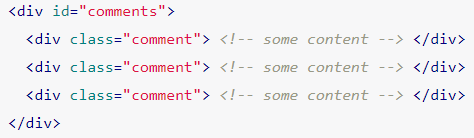 <div id="comments">
  <div class="comment"> <!-- some content --> </div>
  <div class="comment"> <!-- some content --> </div>
  <div class="comment"> <!-- some content --> </div>
</div>